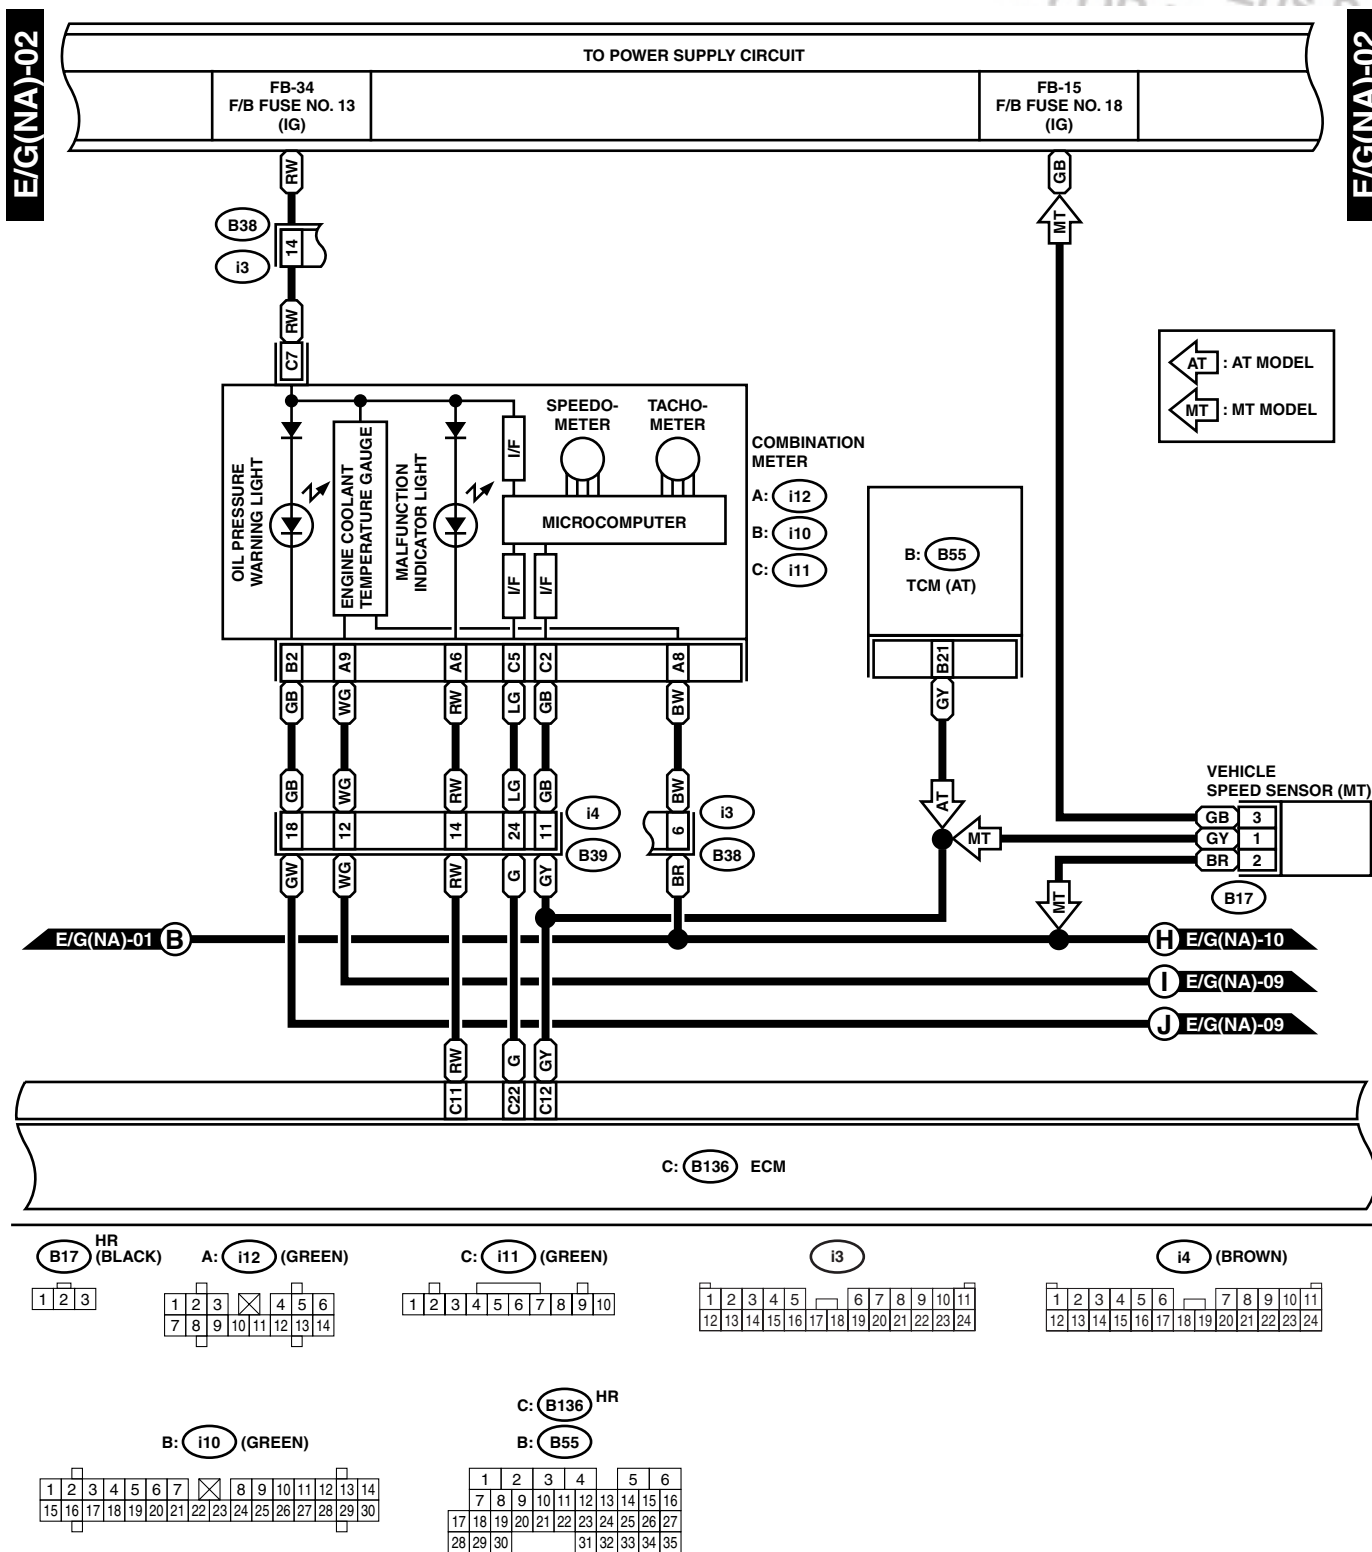 E/G(NA)-02
E/G(NA)-02
TO POWER SUPPLY CIRCUIT
FB-34
F/B FUSE NO. 13
(IG)
FB-15
F/B FUSE NO. 18
(IG)
RW
GB
MT
B38
14
i3
RW
C7
AT : AT MODEL
MT : MT MODEL
OIL PRESSURE
WARNING LIGHT
ENGINE COOLANT
TEMPERATURE GAUGE
MALFUNCTION
INDICATOR LIGHT
I/F
SPEEDO-
METER
TACHO-
METER
MICROCOMPUTER
I/F
I/F
COMBINATION
METER
A: i12
B: i10
C: i11
B: B55
TCM (AT)
B2 A9 A6 C5 C2 A8
B21
GB WG RW LG GB BW
GY
GB WG RW LG GB BW
AT
18 12 14 24 11 6
i4
B39
i3
B38
GW WG RW G GY BR
MT
VEHICLE
SPEED SENSOR (MT)
GB 3
GY 1
BR 2
B17
MT
E/G(NA)-01 B
H E/G(NA)-10
I E/G(NA)-09
J E/G(NA)-09
RW G GY
C11 C22 C12
C: B136 ECM
B17 HR
(BLACK)
1 2 3
A: i12 (GREEN)
1 2 3 4 5 6
7 8 9 10 11 12 13 14
C: i11 (GREEN)
1 2 3 4 5 6 7 8 9 10
i3
1 2 3 4 5 6 7 8 9 10 11
12 13 14 15 16 17 18 19 20 21 22 23 24
i4 (BROWN)
1 2 3 4 5 6 7 8 9 10 11
12 13 14 15 16 17 18 19 20 21 22 23 24
B: i10 (GREEN)
1 2 3 4 5 6 7 8 9 10 11 12 13 14
15 16 17 18 19 20 21 22 23 24 25 26 27 28 29 30
C: B136 HR
B: B55
1 2 3 4 5 6
7 8 9 10 11 12 13 14 15 16
17 18 19 20 21 22 23 24 25 26 27
28 29 30 31 32 33 34 35